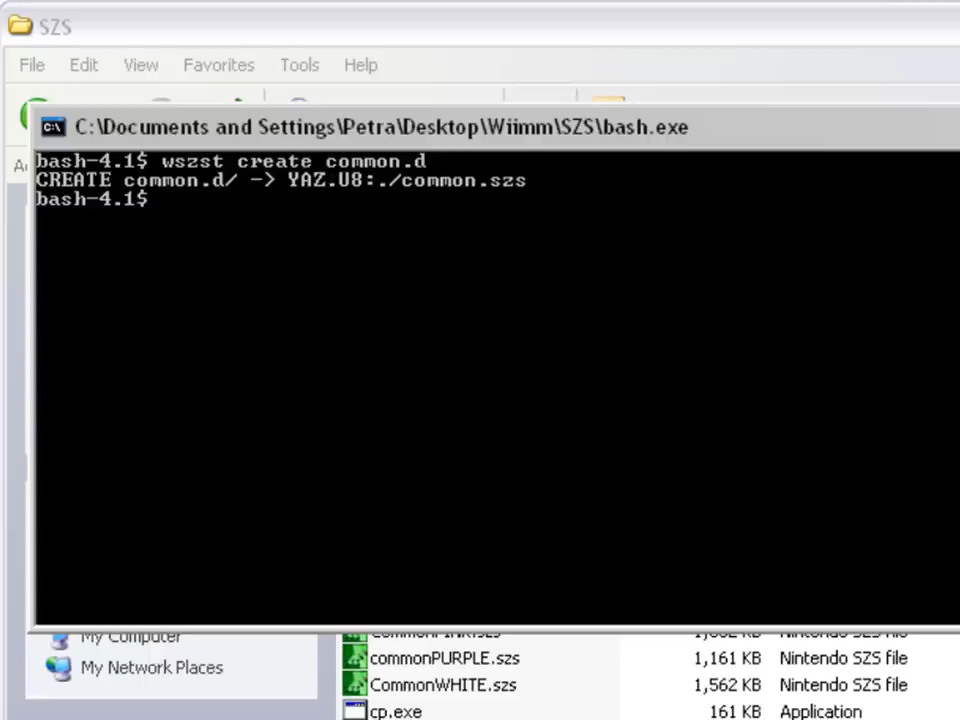 SZS
File Edit View Favorites Tools Help
C:\Documents and Settings\Petra\Desktop\Wiimm\SZS\bash.exe
bash-4.1$ wszst create common.d
CREATE common.d/ -> YAZ.U8:./common.szs
bash-4.1$
My Computer
My Network Places
commonPURPLE.szs 1,161 KB Nintendo SZS file
CommonWHITE.szs 1,562 KB Nintendo SZS file
cp.exe 161 KB Application